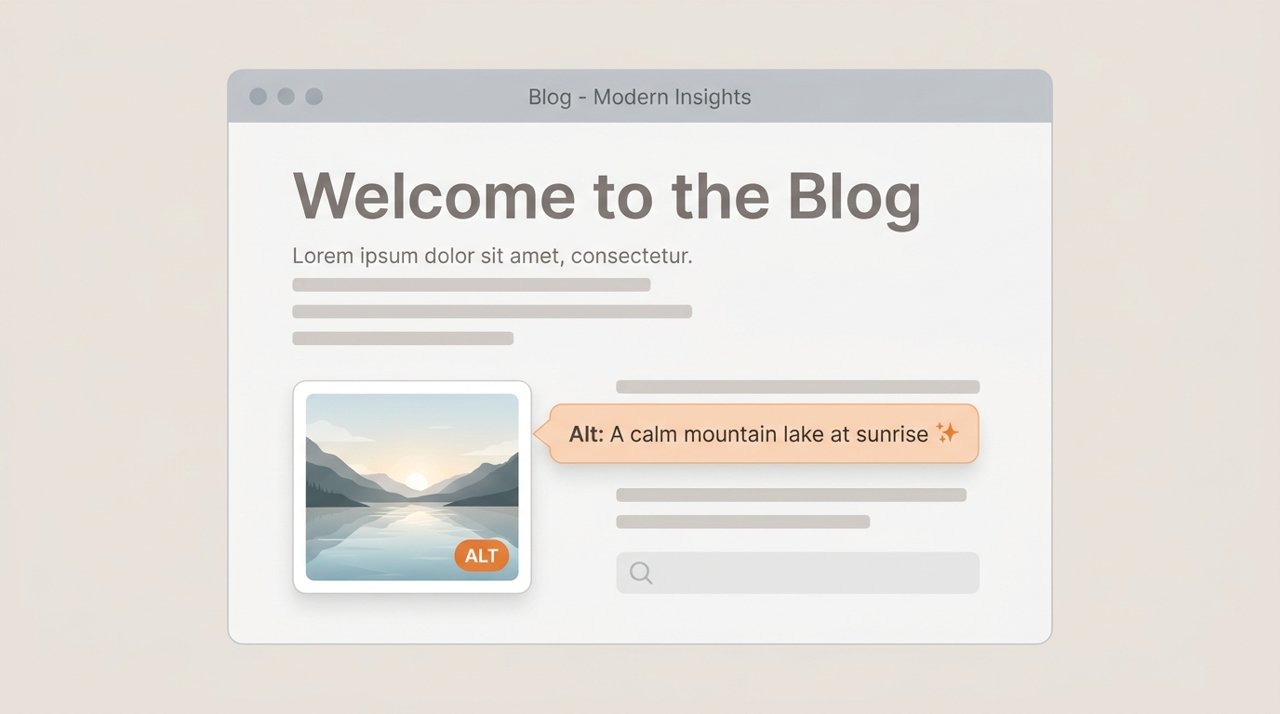 Blog - Modern Insights
Welcome to the Blog
Lorem ipsum dolor sit amet, consectetur.
Alt: A calm mountain lake at sunrise
ALT